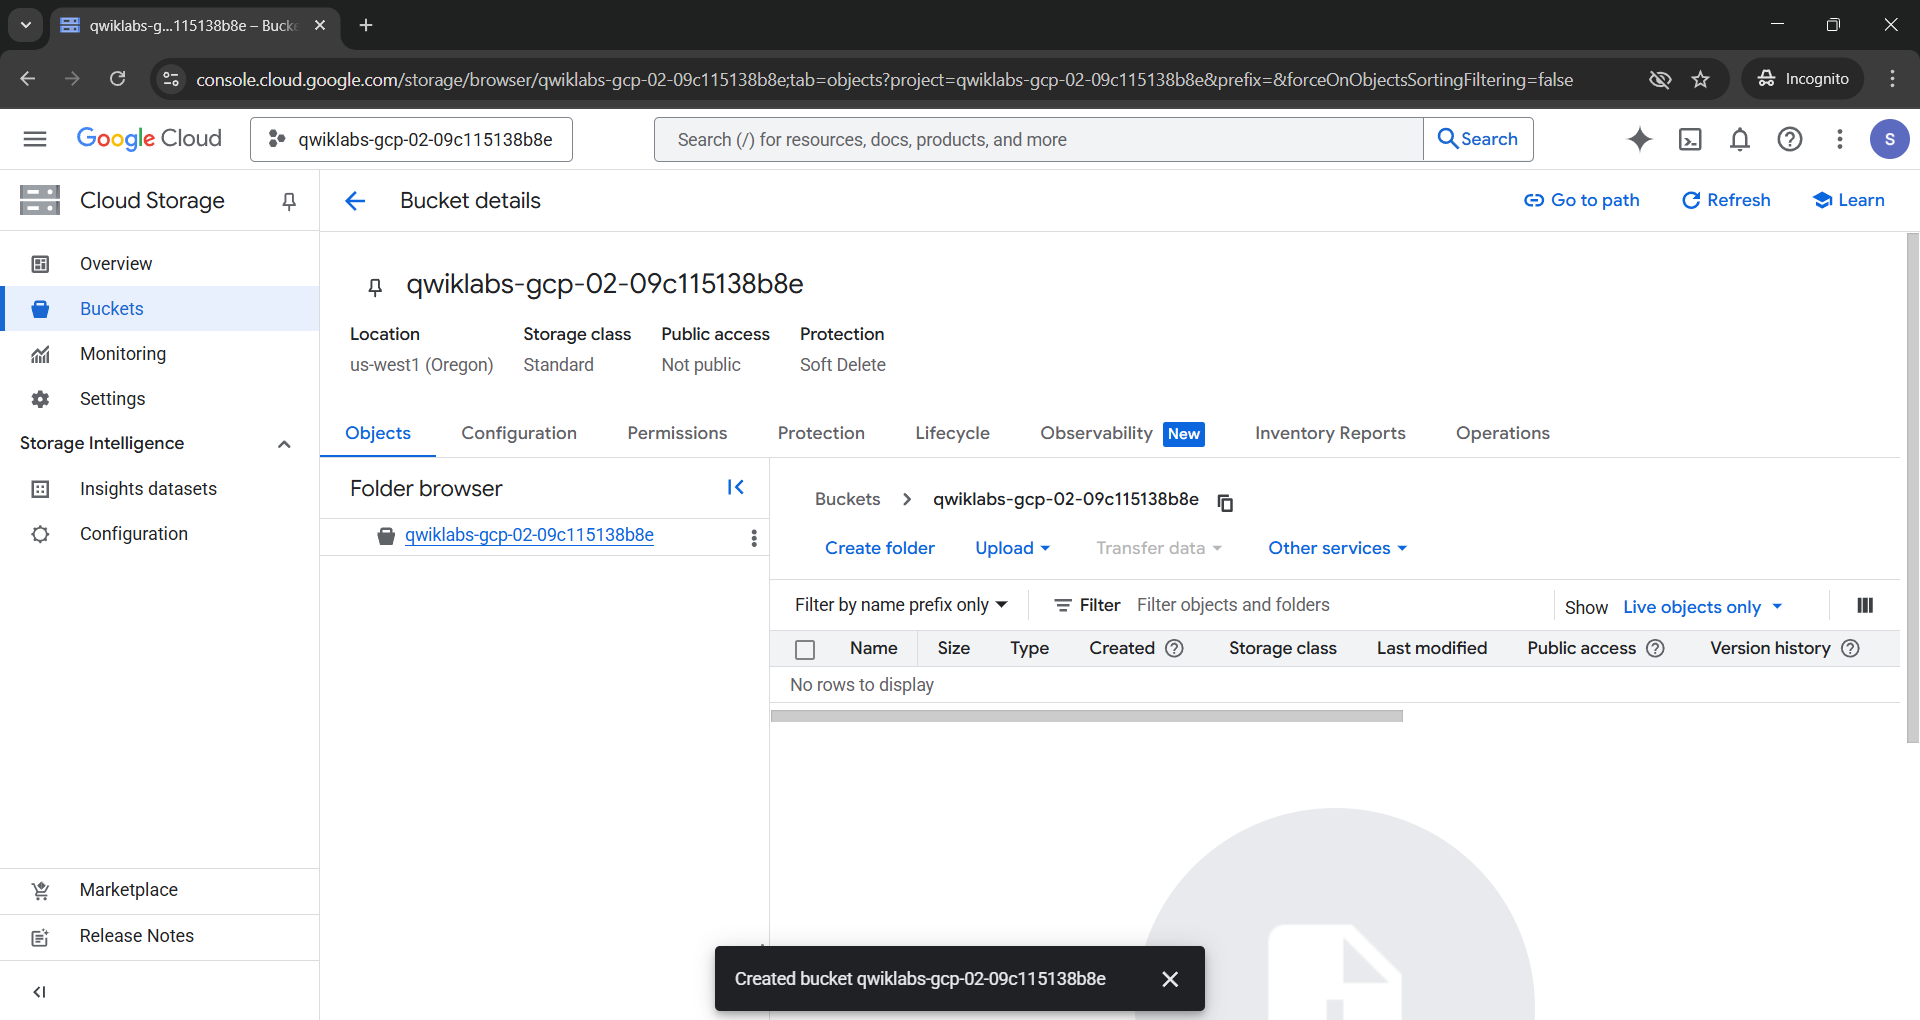 qwiklabs-g...115138b8e – Bucke
console.cloud.google.com/storage/browser/qwiklabs-gcp-02-09c115138b8e;tab=objects?project=qwiklabs-gcp-02-09c115138b8e&prefix=&forceOnObjectsSortingFiltering=false
Incognito
Google Cloud
qwiklabs-gcp-02-09c115138b8e
Search (/) for resources, docs, products, and more
Search
S
Cloud Storage
Bucket details
Go to path
Refresh
Learn
Overview
Buckets
Monitoring
Settings
Storage Intelligence
Insights datasets
Configuration
Marketplace
Release Notes
qwiklabs-gcp-02-09c115138b8e
Location
Storage class
Public access
Protection
us-west1 (Oregon)
Standard
Not public
Soft Delete
Objects
Configuration
Permissions
Protection
Lifecycle
Observability
New
Inventory Reports
Operations
Folder browser
qwiklabs-gcp-02-09c115138b8e
Buckets
qwiklabs-gcp-02-09c115138b8e
Create folder
Upload
Transfer data
Other services
Filter by name prefix only
Filter
Filter objects and folders
Show
Live objects only
Name
Size
Type
Created
Storage class
Last modified
Public access
Version history
No rows to display
Created bucket qwiklabs-gcp-02-09c115138b8e